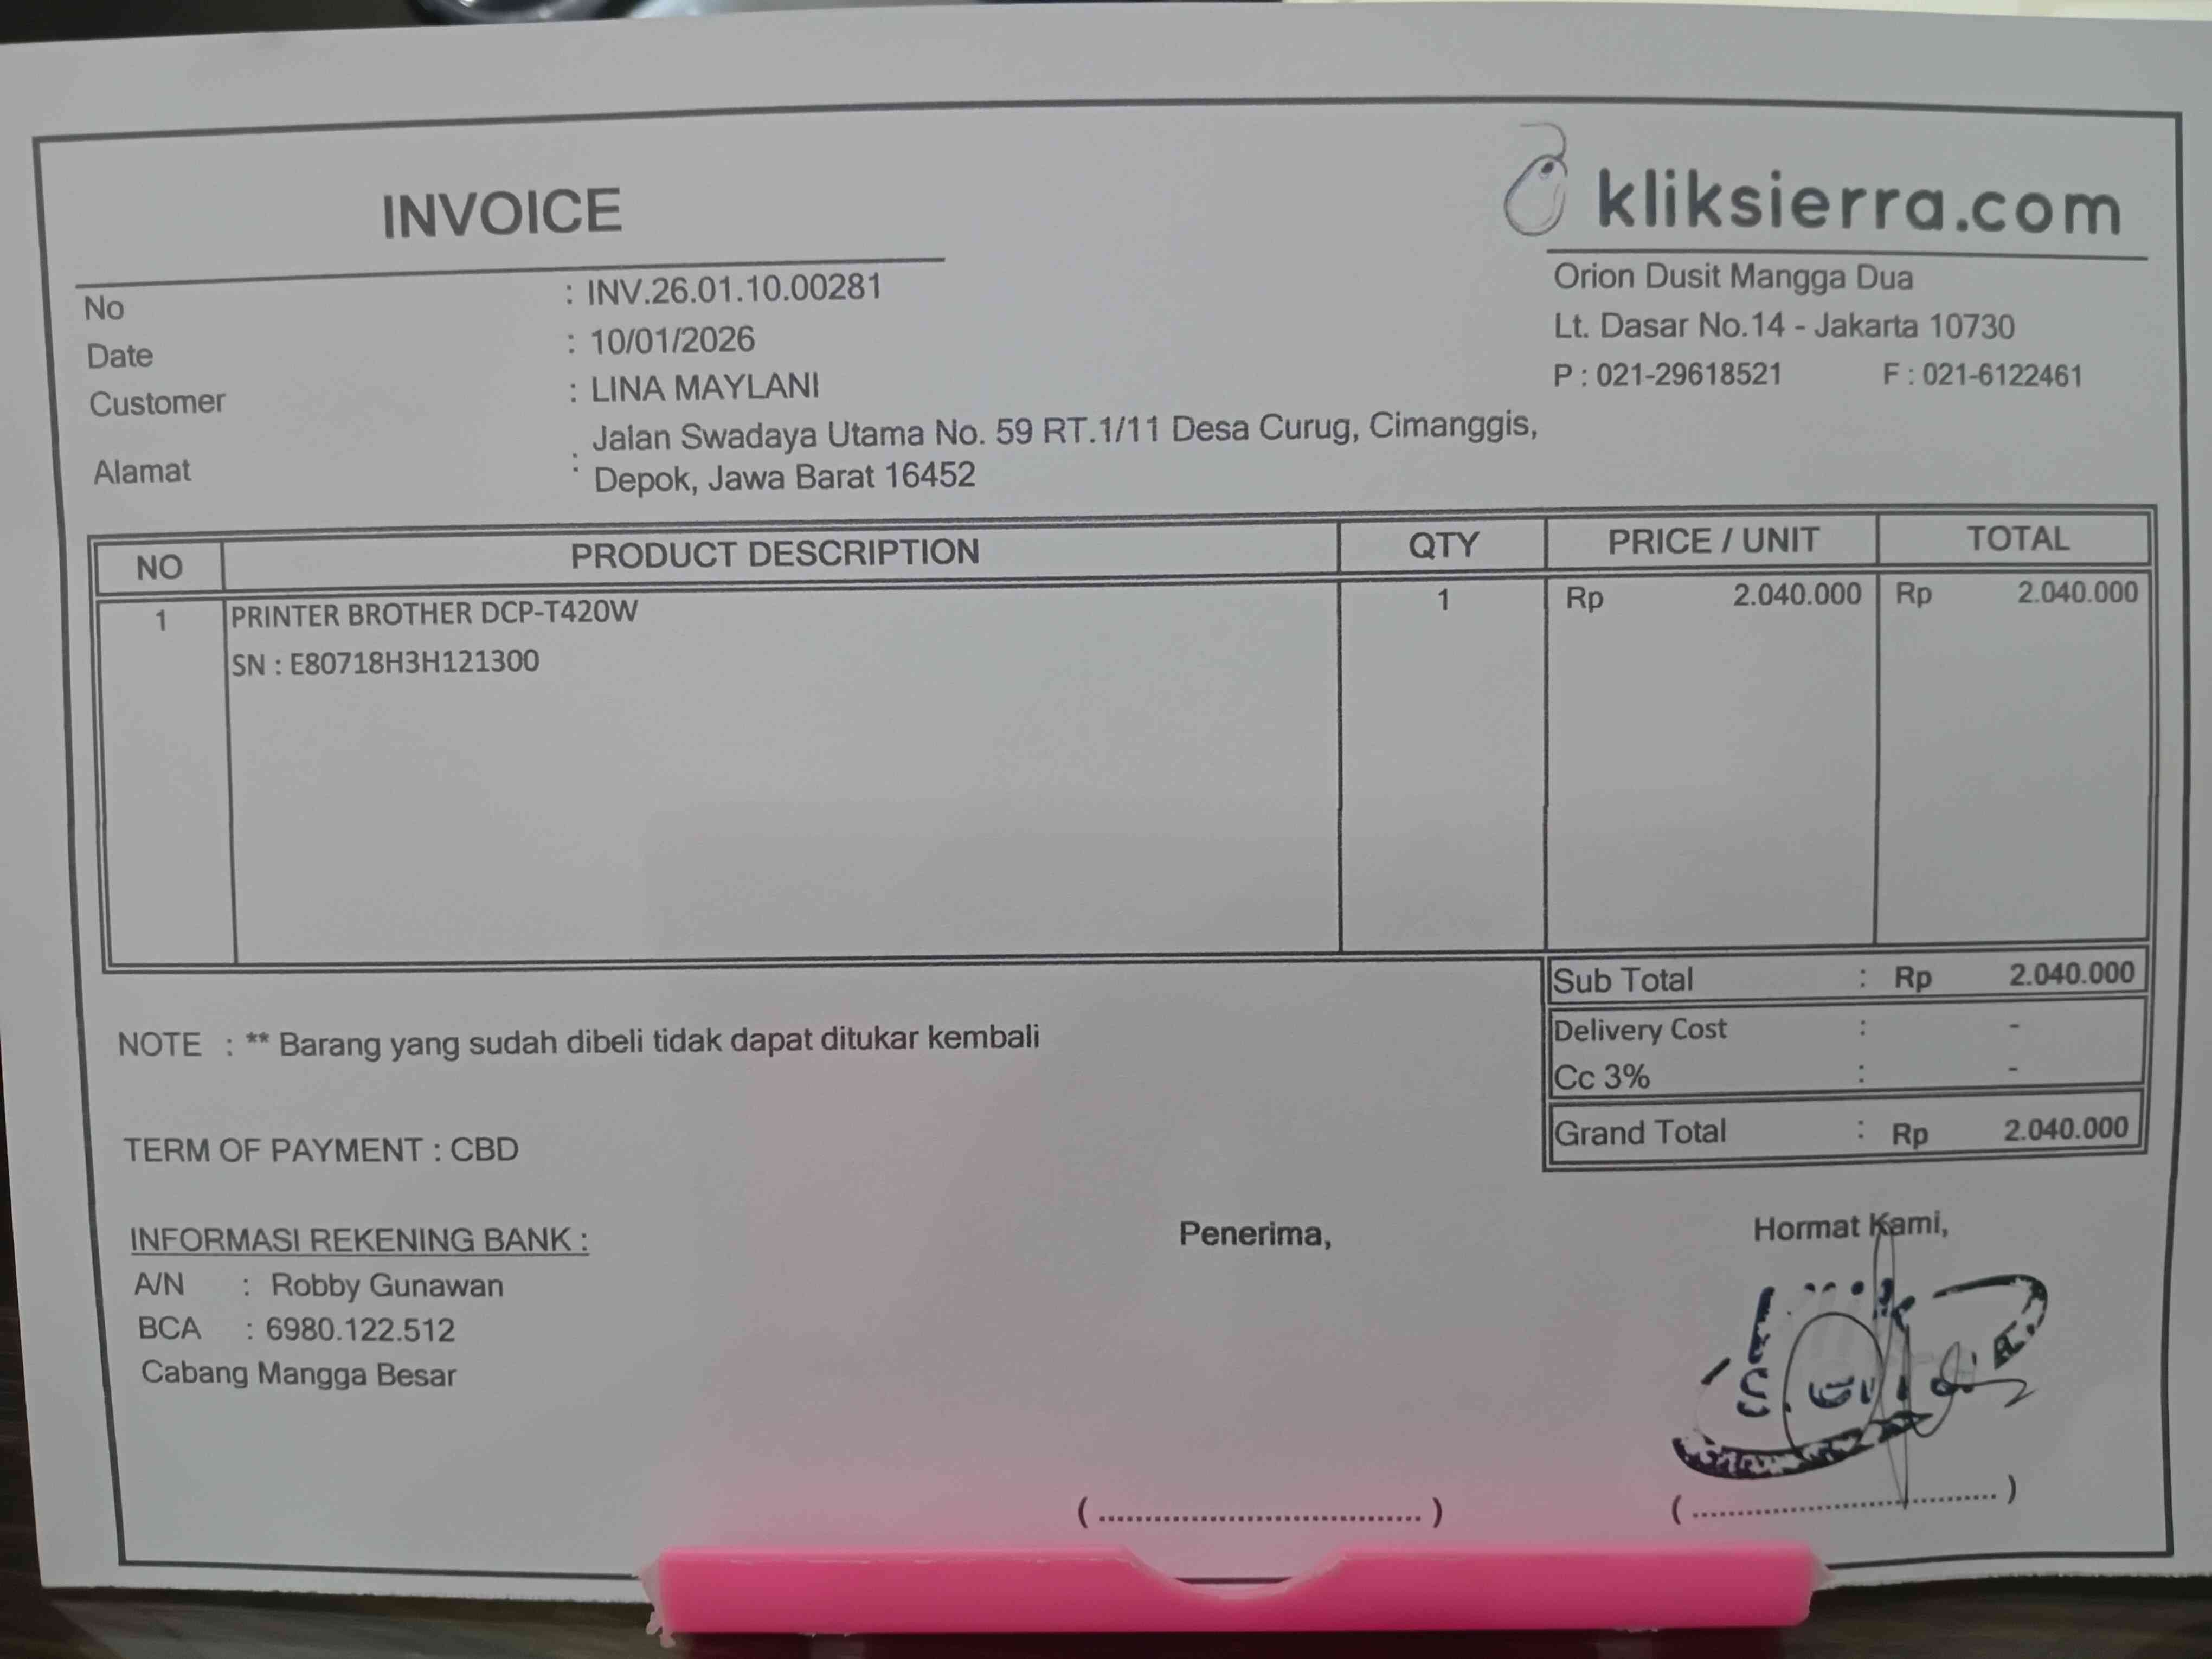 INVOICE
kliksierra.com
Orion Dusit Mangga Dua
Lt. Dasar No.14 - Jakarta 10730
P : 021-29618521 F : 021-6122461
No : INV.26.01.10.00281
Date : 10/01/2026
Customer : LINA MAYLANI
Alamat : Jalan Swadaya Utama No. 59 RT.1/11 Desa Curug, Cimanggis,
Depok, Jawa Barat 16452
NO PRODUCT DESCRIPTION QTY PRICE / UNIT TOTAL
1 PRINTER BROTHER DCP-T420W 1 Rp 2.040.000 Rp 2.040.000
SN : E80718H3H121300
Sub Total : Rp 2.040.000
Delivery Cost : -
Cc 3% : -
Grand Total : Rp 2.040.000
NOTE : ** Barang yang sudah dibeli tidak dapat ditukar kembali
TERM OF PAYMENT : CBD
INFORMASI REKENING BANK :
A/N : Robby Gunawan
BCA : 6980.122.512
Cabang Mangga Besar
Penerima,
(..................................)
Hormat Kami,
(..................................)